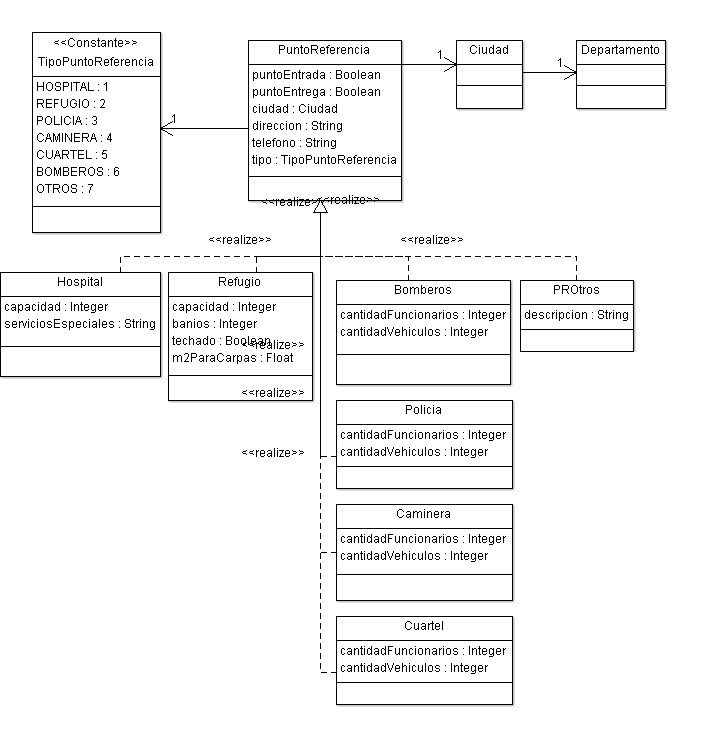 <<Constante>>
TipoPuntoReferencia
HOSPITAL : 1
REFUGIO : 2
POLICIA : 3
CAMINERA : 4
CUARTEL : 5
BOMBEROS : 6
OTROS : 7
1
PuntoReferencia
puntoEntrada : Boolean
puntoEntrega : Boolean
ciudad : Ciudad
direccion : String
telefono : String
tipo : TipoPuntoReferencia
1
Ciudad
1
Departamento
<<realize>>
<<realize>>
<<realize>>
<<realize>>
Hospital
capacidad : Integer
serviciosEspeciales : String
Refugio
capacidad : Integer
banios : Integer
techado : Boolean
m2ParaCarpas : Float
<<realize>>
<<realize>>
<<realize>>
Bomberos
cantidadFuncionarios : Integer
cantidadVehiculos : Integer
PROtros
descripcion : String
Policia
cantidadFuncionarios : Integer
cantidadVehiculos : Integer
Caminera
cantidadFuncionarios : Integer
cantidadVehiculos : Integer
Cuartel
cantidadFuncionarios : Integer
cantidadVehiculos : Integer